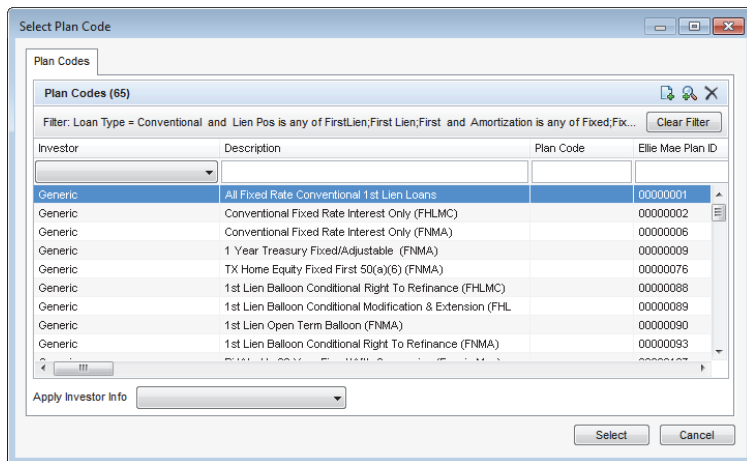 Select Plan Code
Plan Codes
Plan Codes (65)
Filter: Loan Type = Conventional and Lien Pos is any of FirstLien;First Lien;First and Amortization is any of Fixed;Fix... Clear Filter
Investor Description Plan Code Ellie Mae Plan ID
Generic All Fixed Rate Conventional 1st Lien Loans 00000001
Generic Conventional Fixed Rate Interest Only (FHLMC) 00000002
Generic Conventional Fixed Rate Interest Only (FNMA) 00000006
Generic 1 Year Treasury Fixed/Adjustable (FNMA) 00000009
Generic TX Home Equity Fixed First 50(a)(6) (FNMA) 00000076
Generic 1st Lien Balloon Conditional Right To Refinance (FHLMC) 00000088
Generic 1st Lien Balloon Conditional Modification & Extension (FHL 00000089
Generic 1st Lien Open Term Balloon (FNMA) 00000090
Generic 1st Lien Balloon Conditional Right To Refinance (FNMA) 00000093
Apply Investor Info
Select Cancel